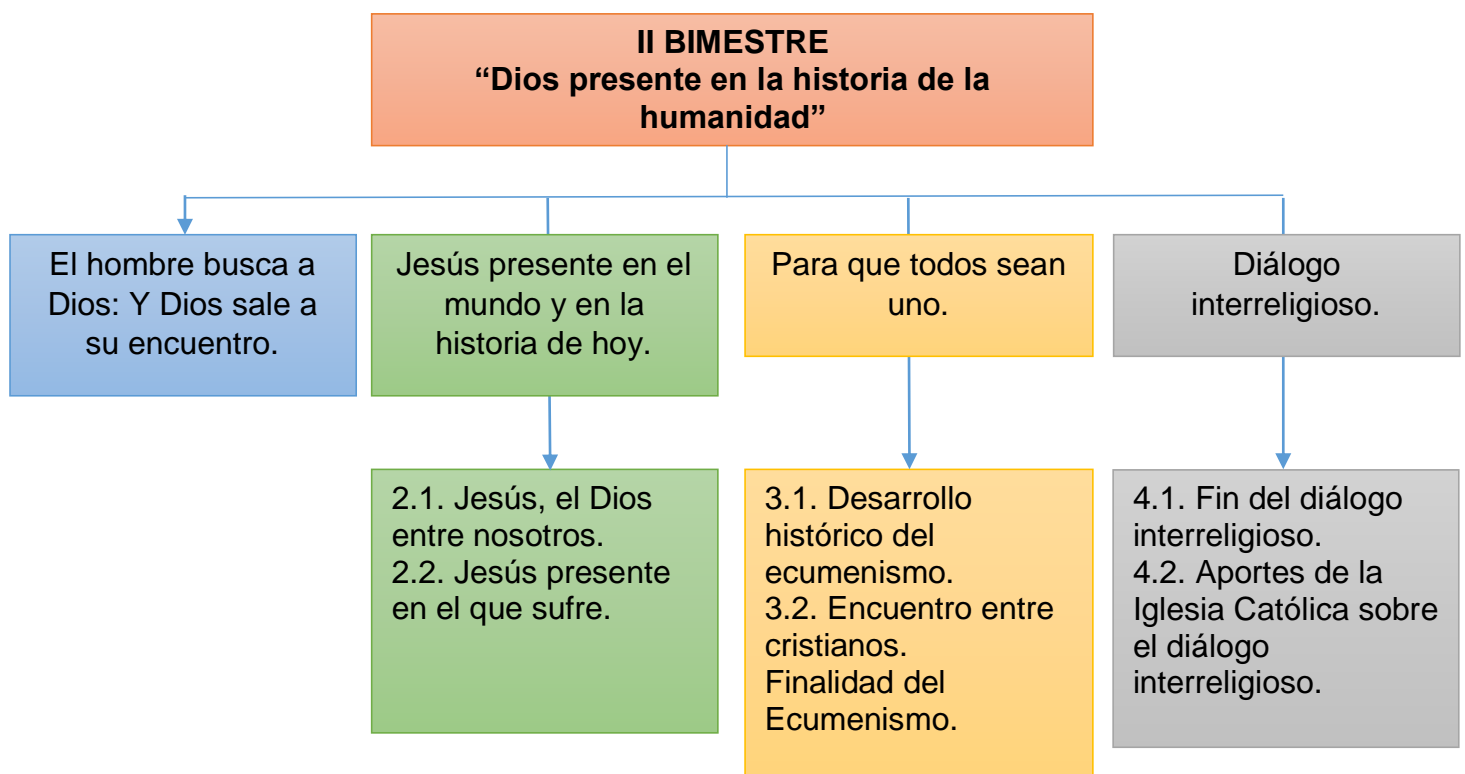 II BIMESTRE
“Dios presente en la historia de la
humanidad”
El hombre busca a
Dios: Y Dios sale a
su encuentro.
Jesús presente en el
mundo y en la
historia de hoy.
Para que todos sean
uno.
Diálogo
interreligioso.
2.1. Jesús, el Dios
entre nosotros.
2.2. Jesús presente
en el que sufre.
3.1. Desarrollo
histórico del
ecumenismo.
3.2. Encuentro entre
cristianos.
Finalidad del
Ecumenismo.
4.1. Fin del diálogo
interreligioso.
4.2. Aportes de la
Iglesia Católica sobre
el diálogo
interreligioso.